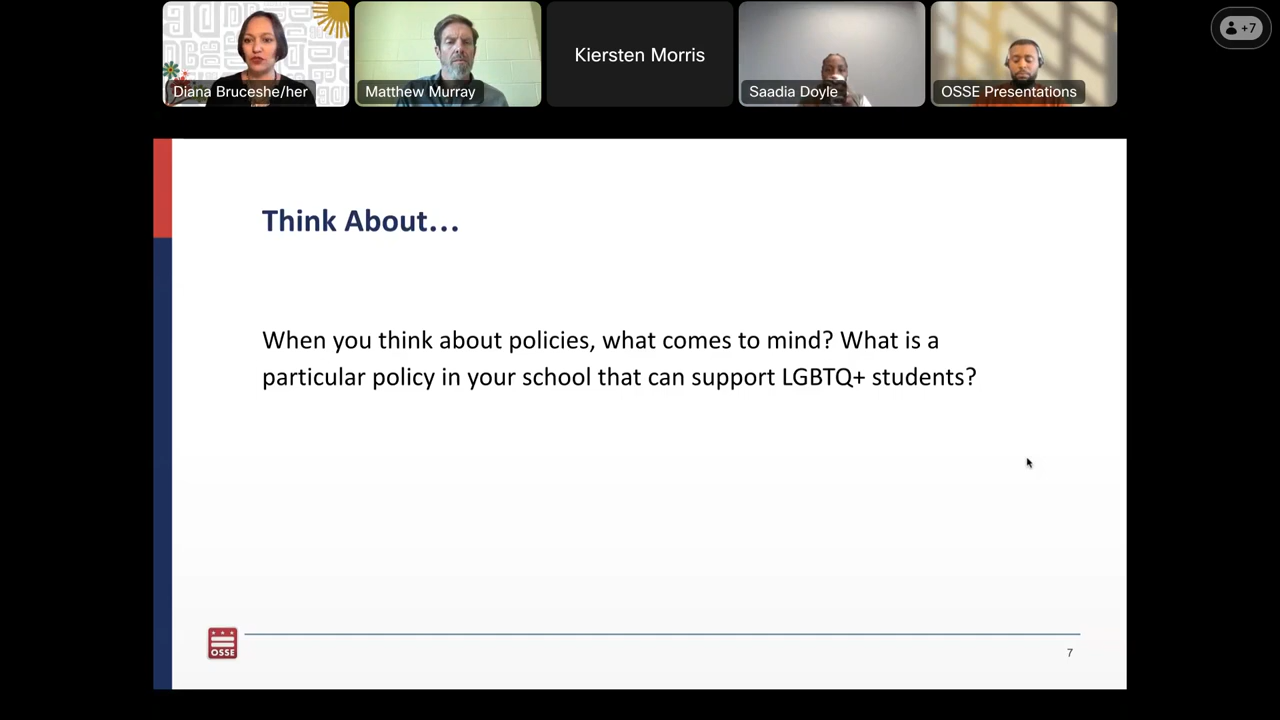 Diana Bruceshe/her
Matthew Murray
Kiersten Morris
Saadia Doyle
OSSE Presentations
+7
Think About...
When you think about policies, what comes to mind? What is a
particular policy in your school that can support LGBTQ+ students?
OSSE
7